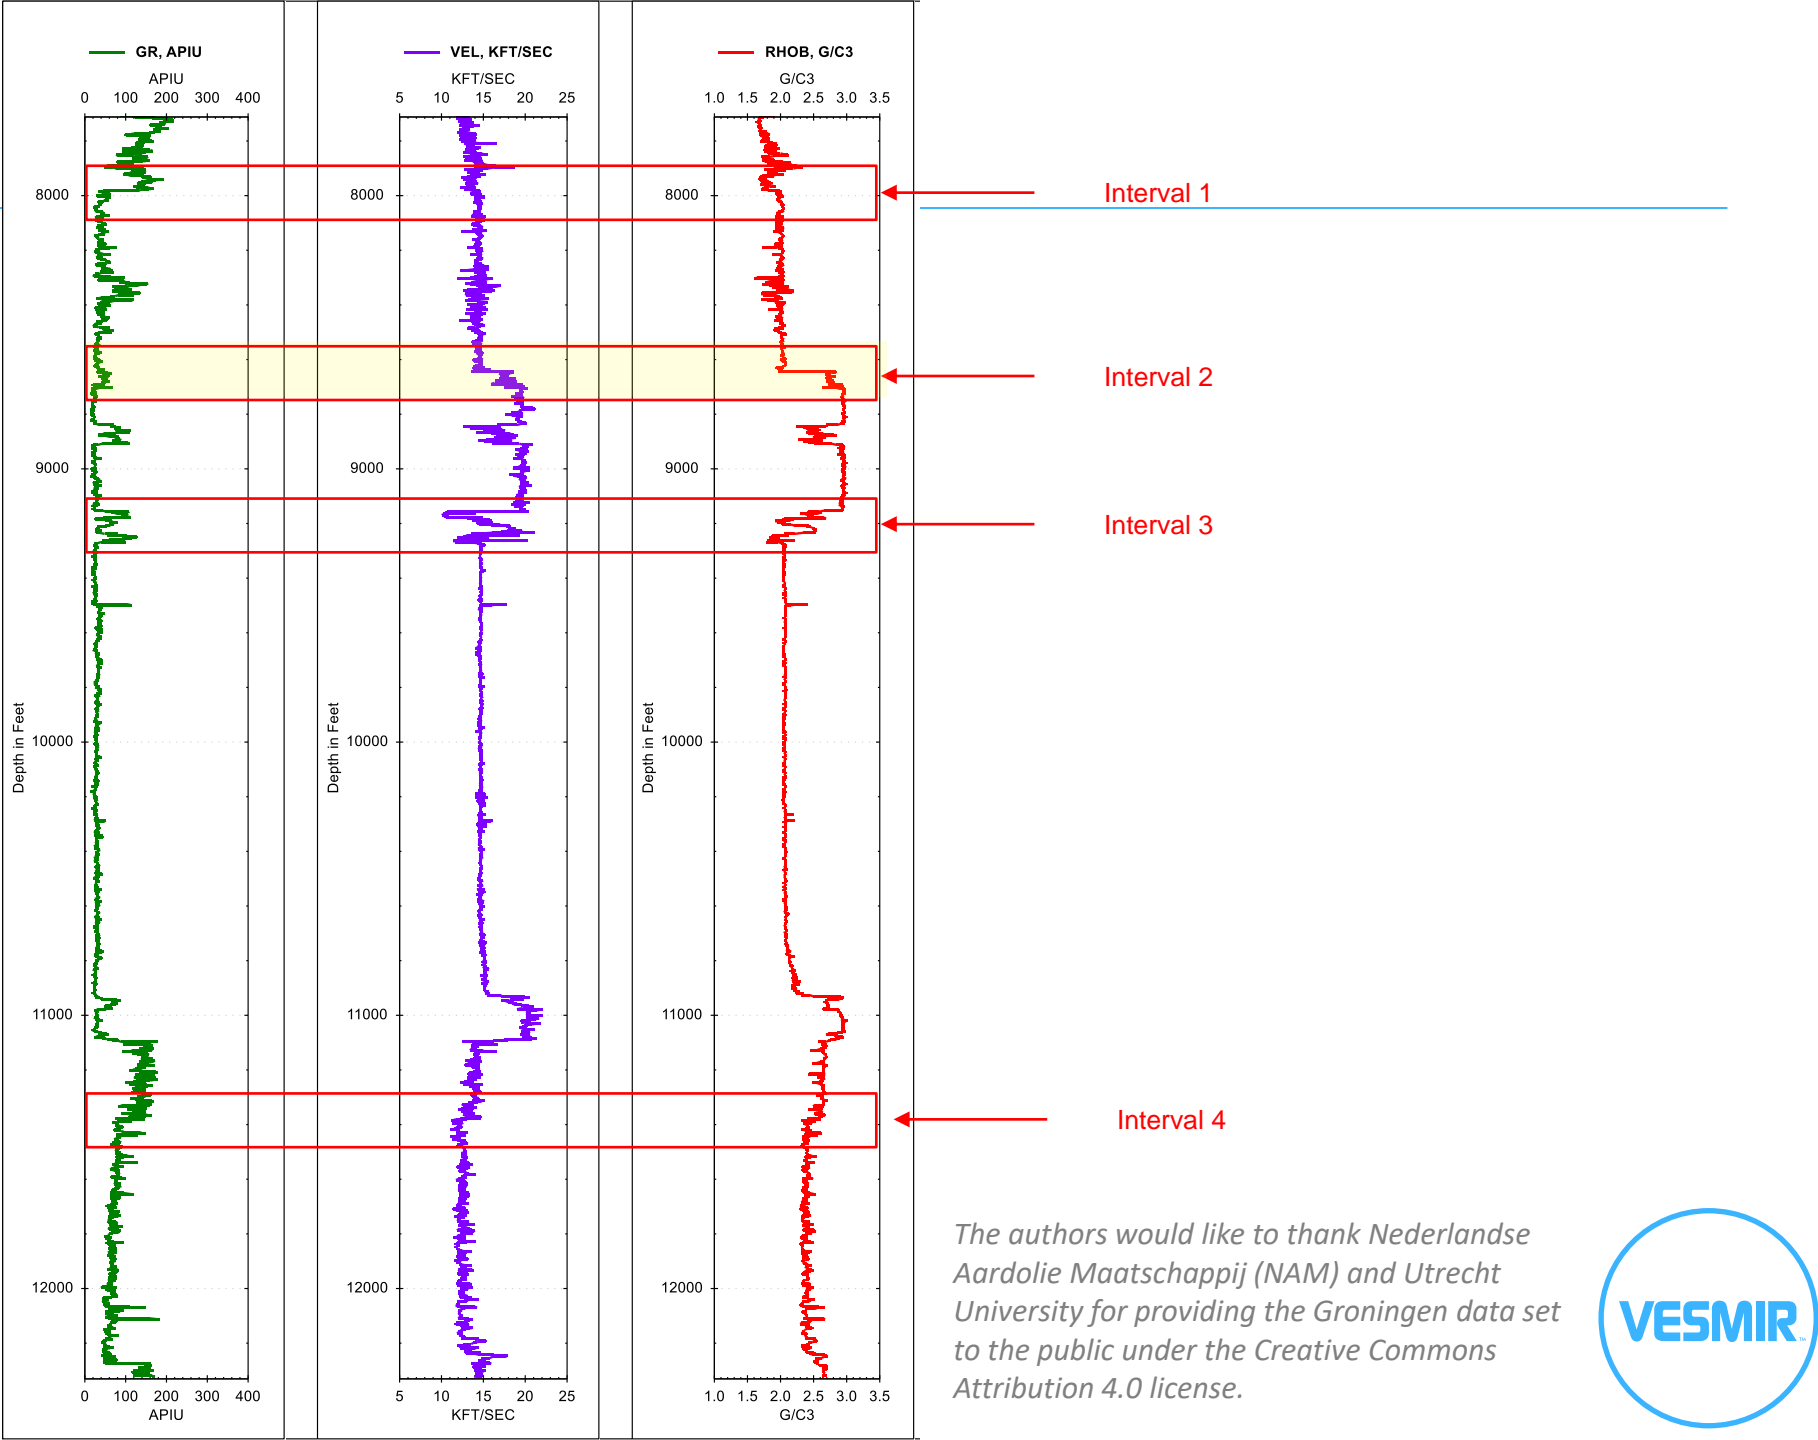 GR, APIU
APIU
0 100 200 300 400
VEL, KFT/SEC
KFT/SEC
5 10 15 20 25
RHOB, G/C3
G/C3
1.0 1.5 2.0 2.5 3.0 3.5
8000
9000
10000
11000
12000
Depth in Feet
8000
9000
10000
11000
12000
Depth in Feet
8000
9000
10000
11000
12000
Depth in Feet
0 100 200 300 400
APIU
5 10 15 20 25
KFT/SEC
1.0 1.5 2.0 2.5 3.0 3.5
G/C3
Interval 1
Interval 2
Interval 3
Interval 4
The authors would like to thank Nederlandse
Aardolie Maatschappij (NAM) and Utrecht
University for providing the Groningen data set
to the public under the Creative Commons
Attribution 4.0 license.
VESMIR